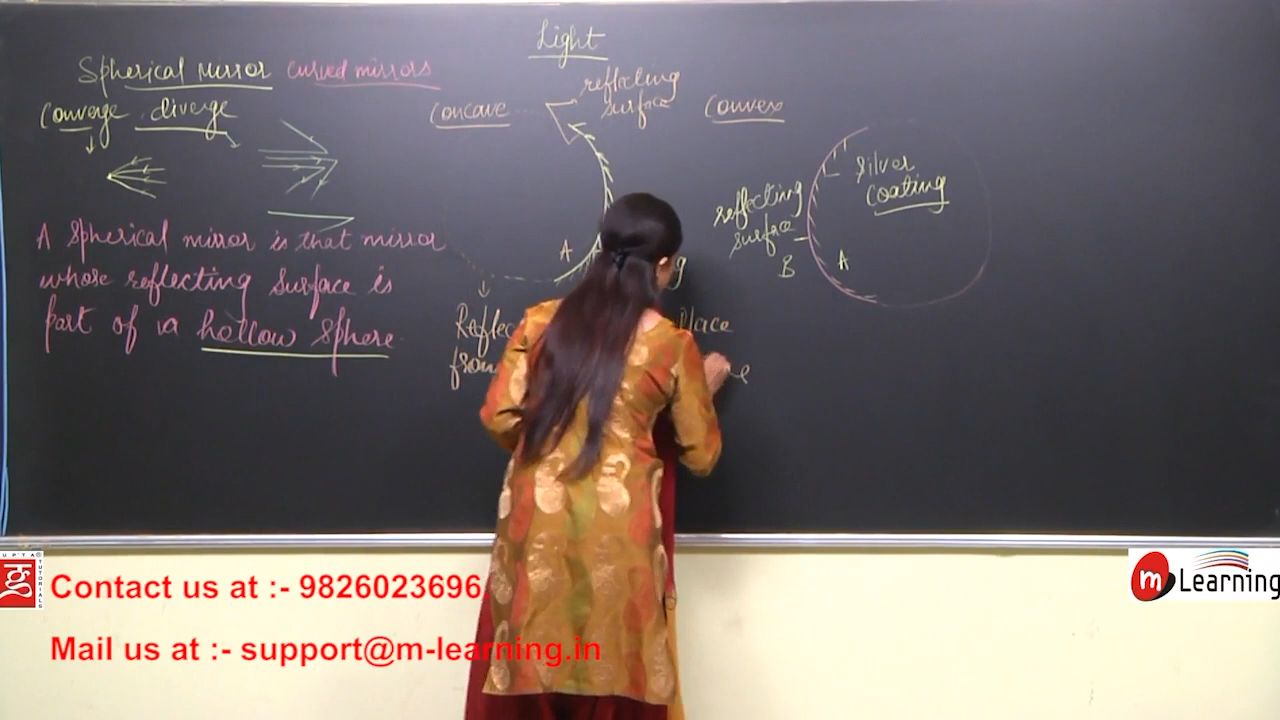 Light
Spherical Mirror curved mirrors
Converge diverge
A spherical mirror is that mirror
whose reflecting surface is
part of a hollow sphere.
Concave
reflecting
surface
A
Convex
Silver
coating
reflecting
surface
B A
GUPTA
TUTORIALS
Contact us at :- 9826023696
Mail us at :- support@m-learning.in
m Learning